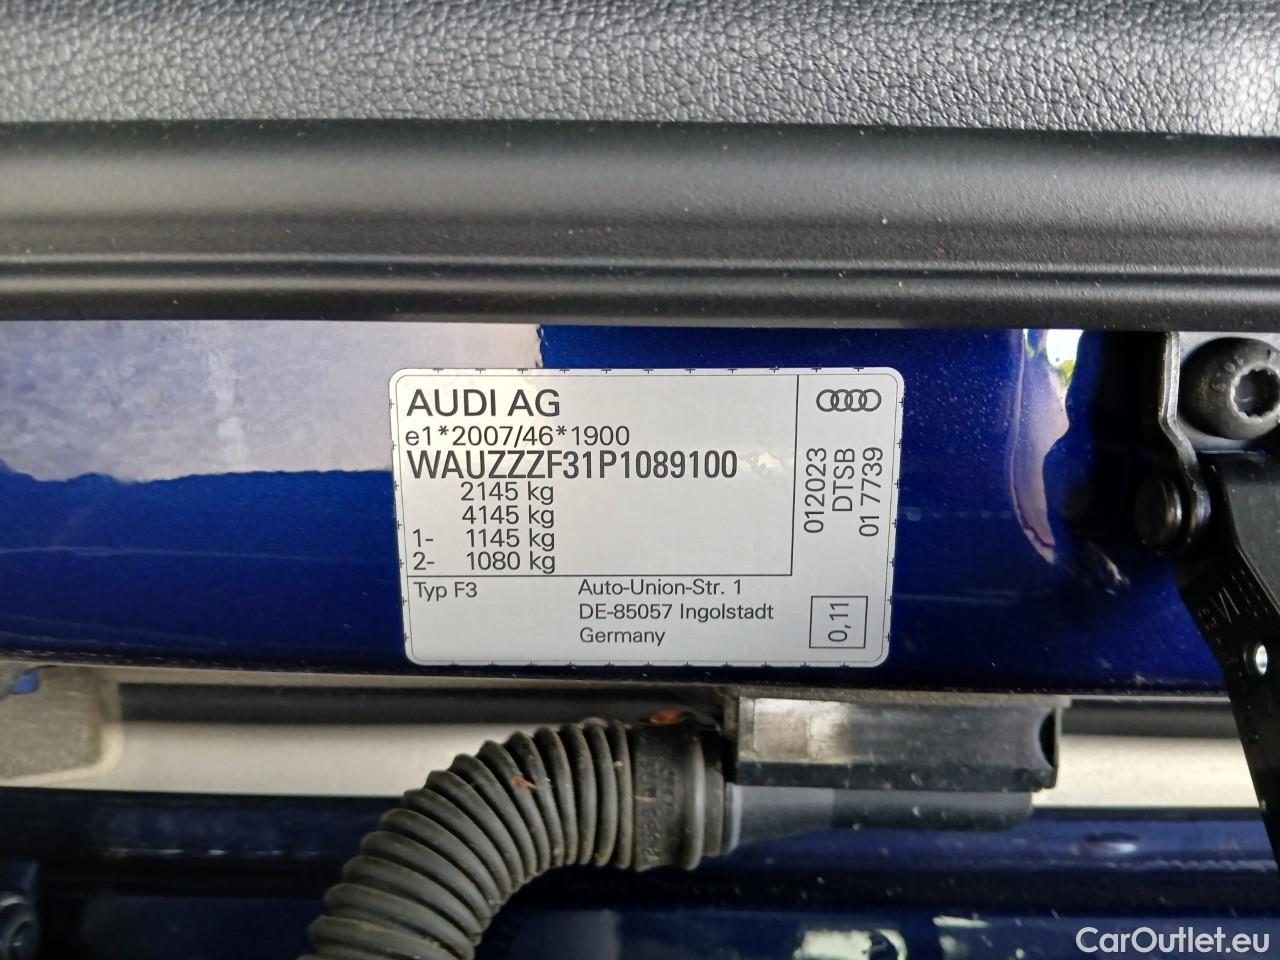 AUDI AG
e1*2007/46*1900
WAUZZZF31P1089100
2145 kg
4145 kg
1- 1145 kg
2- 1080 kg
Typ F3
Auto-Union-Str. 1
DE-85057 Ingolstadt
Germany
012023
DTSB
01 7739
0,11
CarOutlet.eu